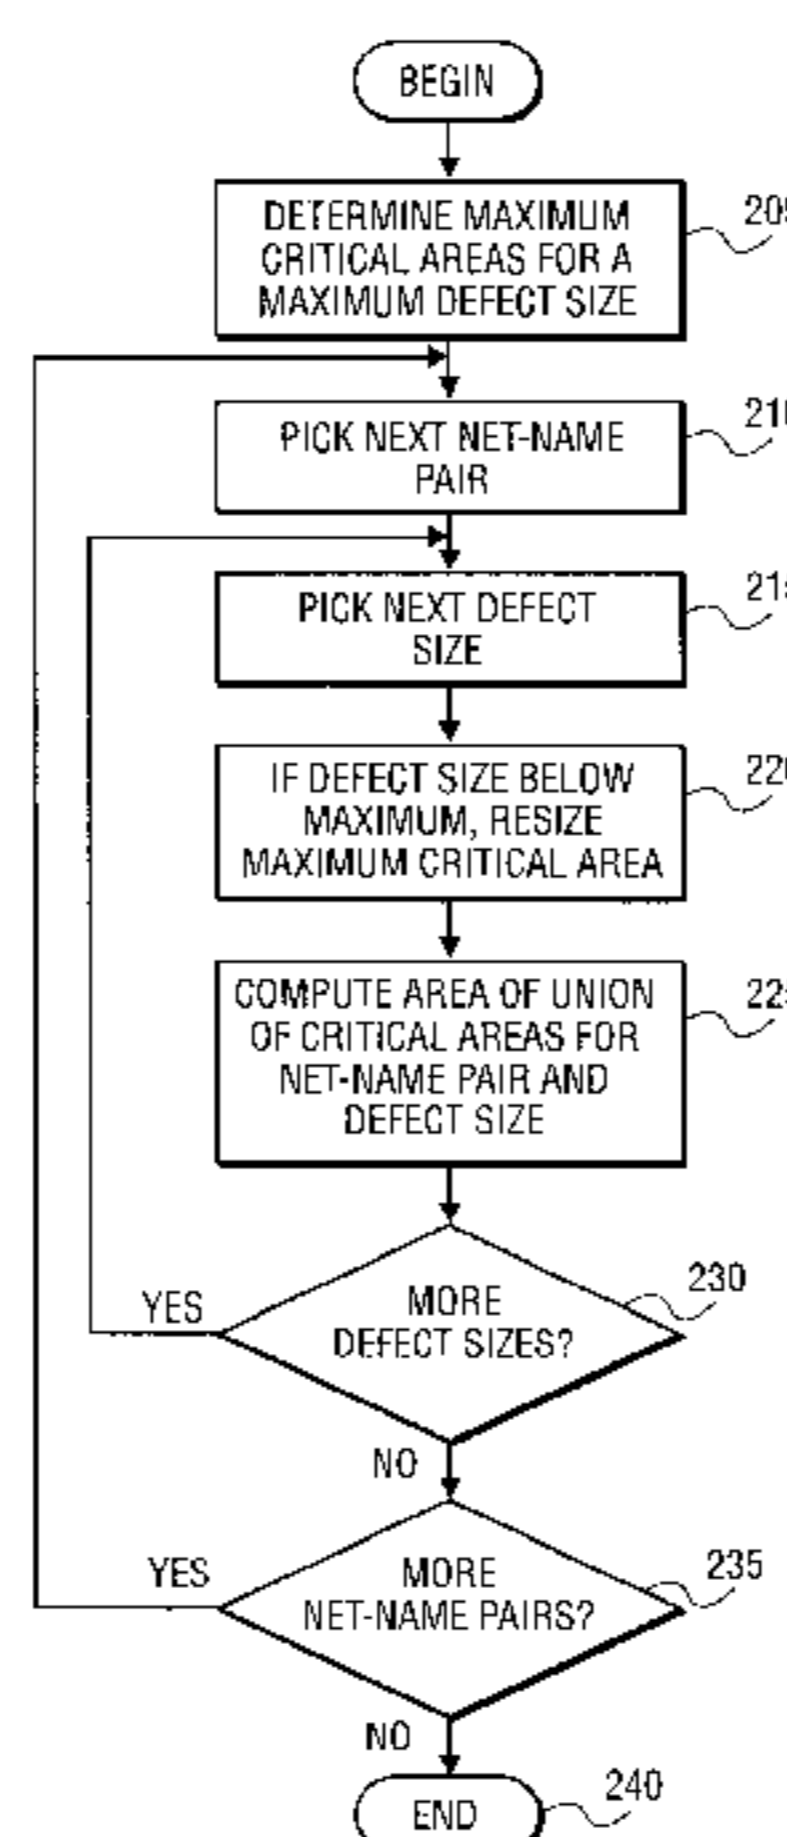 BEGIN
DETERMINE MAXIMUM
CRITICAL AREAS FOR A
MAXIMUM DEFECT SIZE
PICK NEXT NET-NAME
PAIR
PICK NEXT DEFECT
SIZE
IF DEFECT SIZE BELOW
MAXIMUM, RESIZE
MAXIMUM CRITICAL AREA
COMPUTE AREA OF UNION
OF CRITICAL AREAS FOR
NET-NAME PAIR AND
DEFECT SIZE
230
YES
MORE
DEFECT SIZES?
NO
235
YES
MORE
NET-NAME PAIRS?
NO
240
END